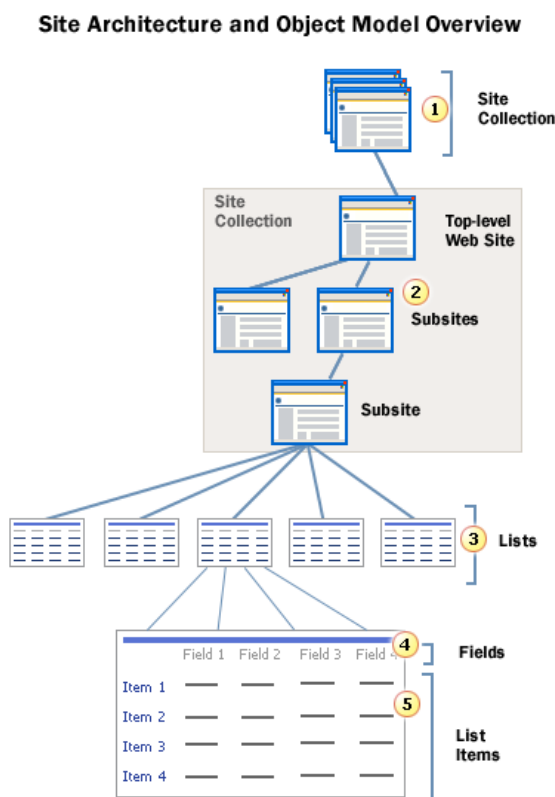 Site Architecture and Object Model Overview
1
Site
Collection
Site
Collection
Top-level
Web Site
2
Subsites
Subsite
3
Lists
4
Field 1 Field 2 Field 3 Field 4
Fields
Item 1
5
Item 2
List
Items
Item 3
Item 4